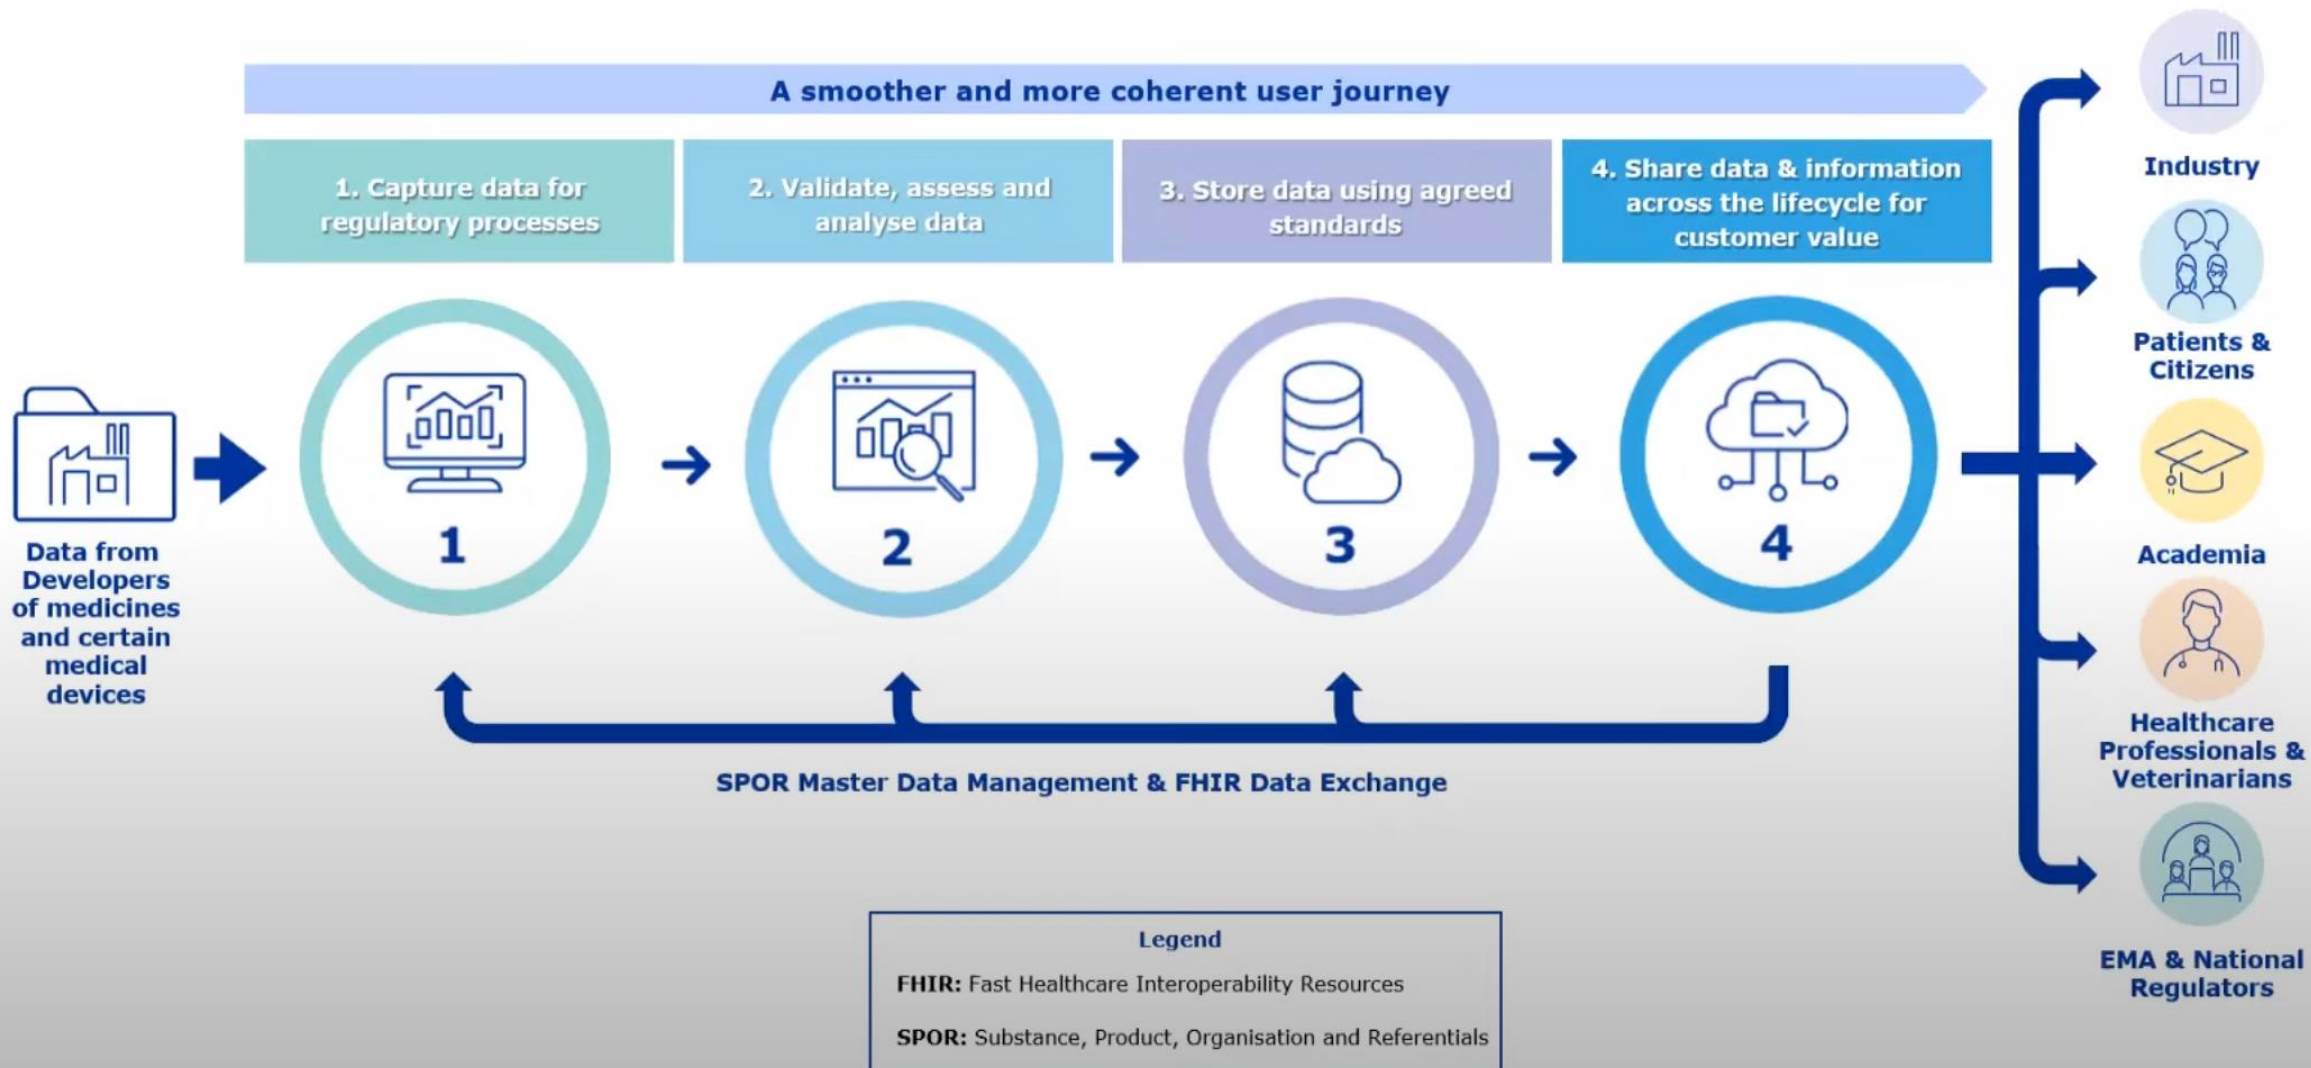 A smoother and more coherent user journey
1. Capture data for
regulatory processes
2. Validate, assess and
analyse data
3. Store data using agreed
standards
4. Share data & information
across the lifecycle for
customer value
Data from
Developers
of medicines
and certain
medical
devices
1
2
3
4
Industry
Patients &
Citizens
Academia
Healthcare
Professionals &
Veterinarians
EMA & National
Regulators
SPOR Master Data Management & FHIR Data Exchange
Legend
FHIR: Fast Healthcare Interoperability Resources
SPOR: Substance, Product, Organisation and Referentials